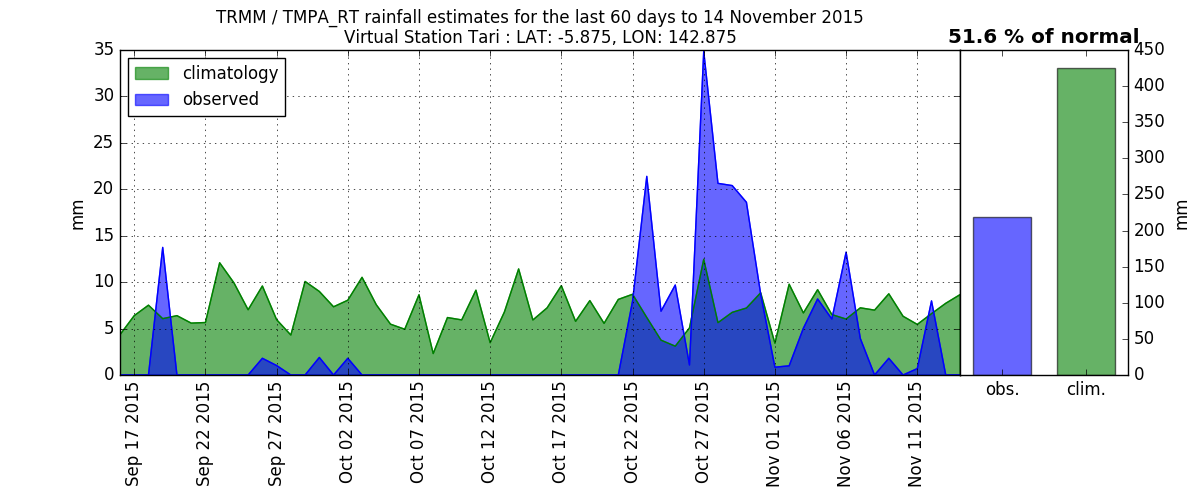 TRMM / TMPA_RT rainfall estimates for the last 60 days to 14 November 2015
Virtual Station Tari : LAT: -5.875, LON: 142.875
51.6 % of normal
climatology
observed
35
30
25
20
15
10
5
0
mm
Sep 17 2015
Sep 22 2015
Sep 27 2015
Oct 02 2015
Oct 07 2015
Oct 12 2015
Oct 17 2015
Oct 22 2015
Oct 27 2015
Nov 01 2015
Nov 06 2015
Nov 11 2015
450
400
350
300
250
200
150
100
50
0
mm
obs.
clim.